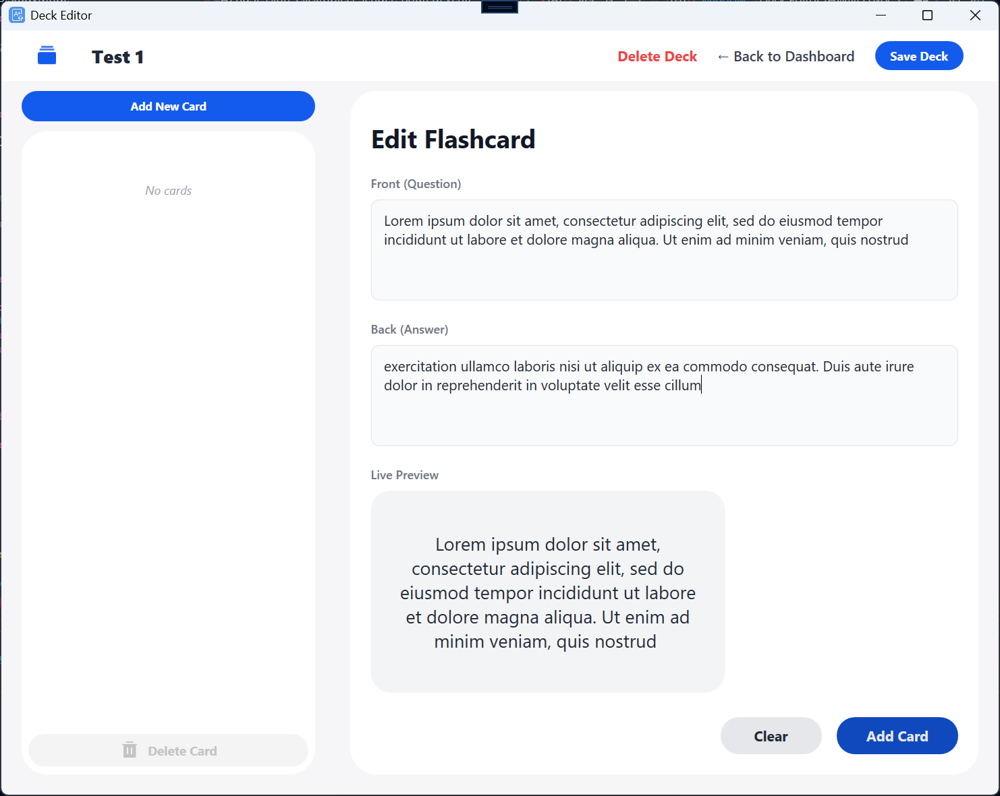 Deck Editor
Test 1
Delete Deck
← Back to Dashboard
Save Deck
Add New Card
No cards
Delete Card
Edit Flashcard
Front (Question)
Lorem ipsum dolor sit amet, consectetur adipiscing elit, sed do eiusmod tempor
incididunt ut labore et dolore magna aliqua. Ut enim ad minim veniam, quis nostrud
Back (Answer)
exercitation ullamco laboris nisi ut aliquip ex ea commodo consequat. Duis aute irure
dolor in reprehenderit in voluptate velit esse cillum
Live Preview
Lorem ipsum dolor sit amet,
consectetur adipiscing elit, sed do
eiusmod tempor incididunt ut labore
et dolore magna aliqua. Ut enim ad
minim veniam, quis nostrud
Clear
Add Card